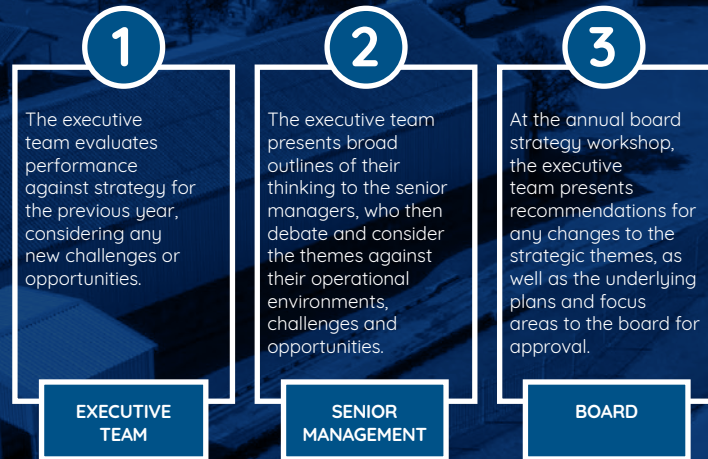 1
The executive
team evaluates
performance
against strategy for
the previous year,
considering any
new challenges or
opportunities.
EXECUTIVE
TEAM
2
The executive team
presents broad
outlines of their
thinking to the senior
managers, who then
debate and consider
the themes against
their operational
environments,
challenges and
opportunities.
SENIOR
MANAGEMENT
3
At the annual board
strategy workshop,
the executive
team presents
recommendations for
any changes to the
strategic themes, as
well as the underlying
plans and focus
areas to the board for
approval.
BOARD